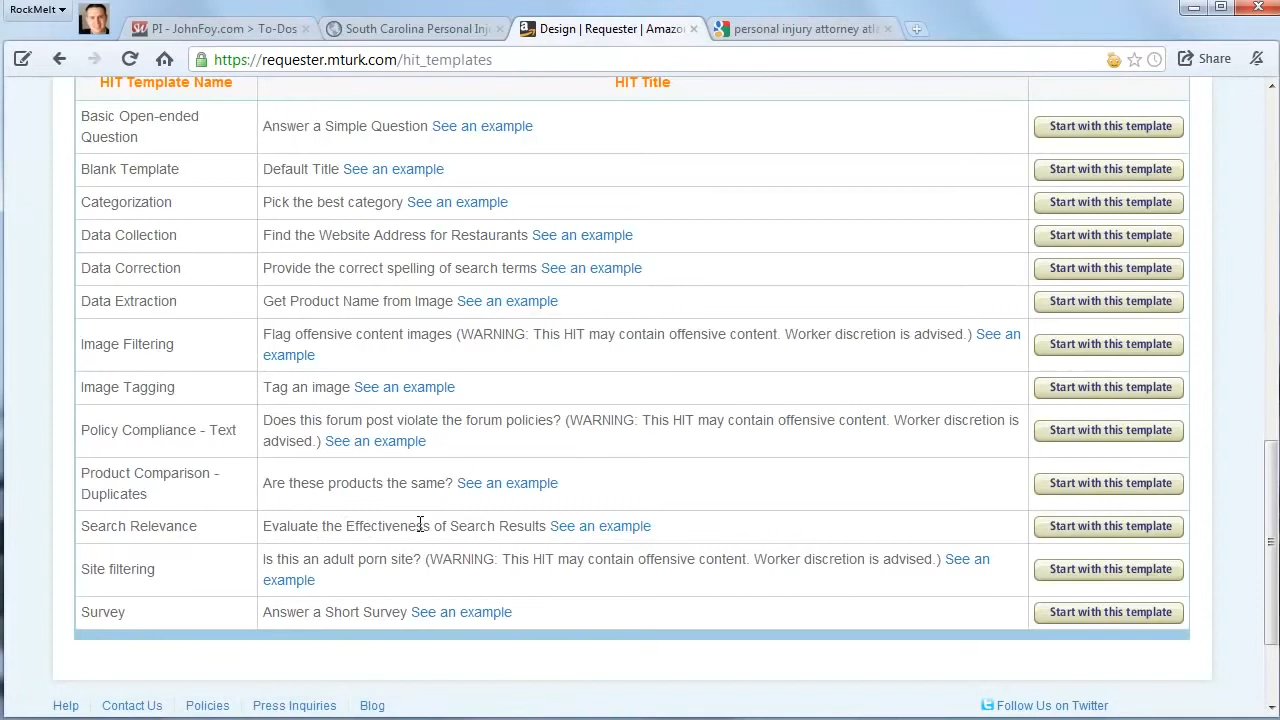 RockMelt
PI - JohnFoy.com > To-Dos
South Carolina Personal Inj
Design | Requester | Amazo
personal injury attorney atl
https://requester.mturk.com/hit_templates
Share
HIT Template Name HIT Title
Basic Open-ended
Question
Answer a Simple Question See an example
Start with this template
Blank Template Default Title See an example Start with this template
Categorization Pick the best category See an example Start with this template
Data Collection Find the Website Address for Restaurants See an example Start with this template
Data Correction Provide the correct spelling of search terms See an example Start with this template
Data Extraction Get Product Name from Image See an example Start with this template
Image Filtering
Flag offensive content images (WARNING: This HIT may contain offensive content. Worker discretion is advised.) See an
example
Start with this template
Image Tagging Tag an image See an example Start with this template
Policy Compliance - Text
Does this forum post violate the forum policies? (WARNING: This HIT may contain offensive content. Worker discretion is
advised.) See an example
Start with this template
Product Comparison -
Duplicates
Are these products the same? See an example
Start with this template
Search Relevance Evaluate the Effectiveness of Search Results See an example Start with this template
Site filtering
Is this an adult porn site? (WARNING: This HIT may contain offensive content. Worker discretion is advised.) See an
example
Start with this template
Survey Answer a Short Survey See an example Start with this template
Help Contact Us Policies Press Inquiries Blog Follow Us on Twitter